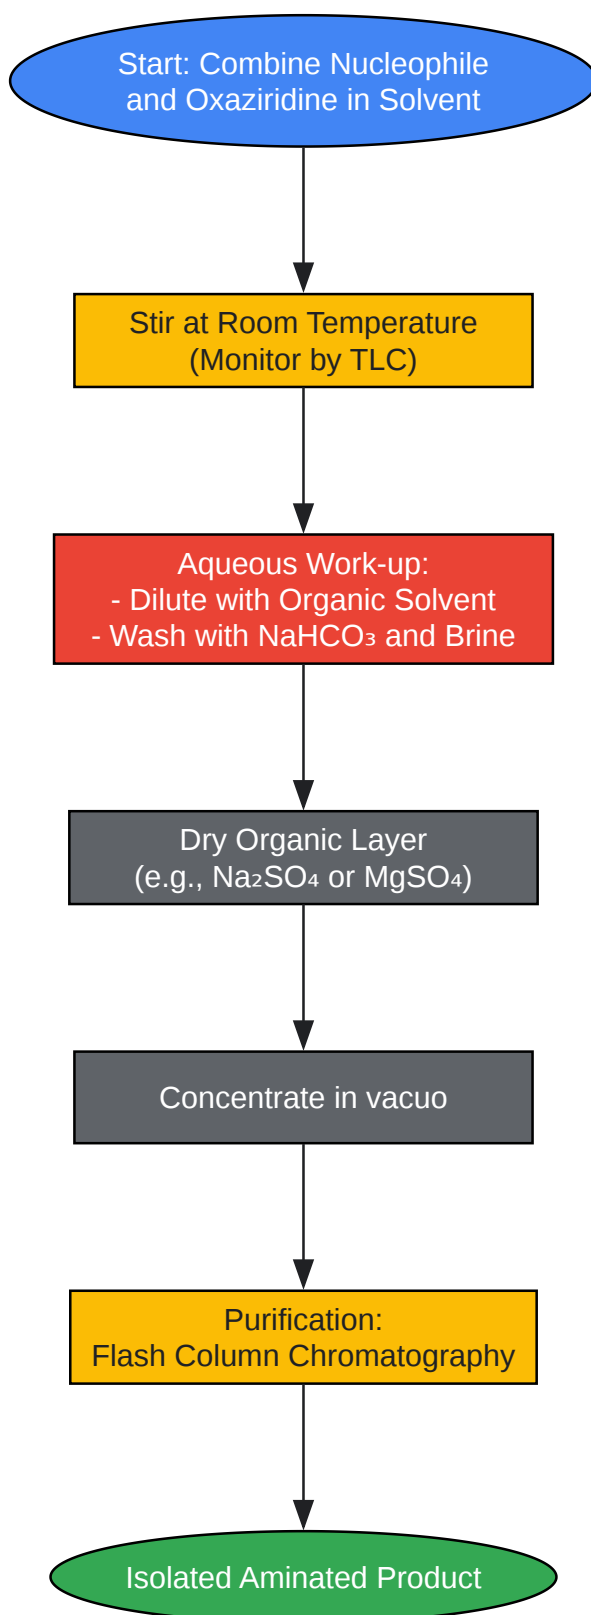 Start: Combine Nucleophile
and Oxaziridine in Solvent
Stir at Room Temperature
(Monitor by TLC)
Aqueous Work-up:
- Dilute with Organic Solvent
- Wash with NaHCO₃ and Brine
Dry Organic Layer
(e.g., Na₂SO₄ or MgSO₄)
Concentrate in vacuo
Purification:
Flash Column Chromatography
Isolated Aminated Product